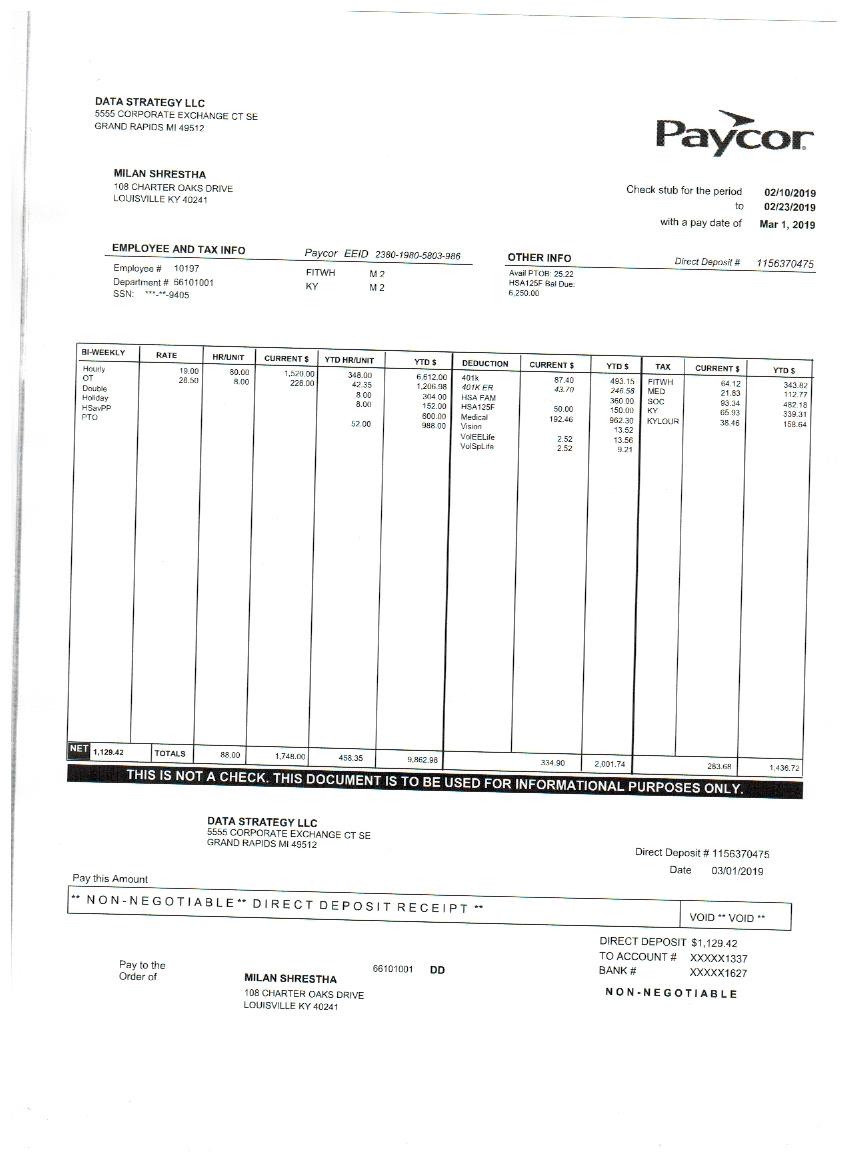 DATA STRATEGY LLC
5555 CORPORATE EXCHANGE CT SE
GRAND RAPIDS MI 49512
Paycor
MILAN SHRESTHA
108 CHARTER OAKS DRIVE
LOUISVILLE KY 40241
Check stub for the period 02/10/2019
to 02/23/2019
with a pay date of Mar 1, 2019
EMPLOYEE AND TAX INFO Paycor EEID 2380-1980-5803-986
Employee # 10197 FITWH M 2
Department # 56101001 KY M 2
SSN: ***-**-9405
OTHER INFO Direct Deposit # 1156370475
Avail PTOB: 25.22
HSA125F Bal Due:
6,250.00
BI-WEEKLY RATE HR/UNIT CURRENT $ YTD HR/UNIT YTD $ DEDUCTION CURRENT $ YTD $ TAX CURRENT $ YTD $
Hourly 19.00 80.00 1,520.00 348.00 6,612.00 401k 87.40 493.15 FITWH 64.12 343.82
OT 28.50 8.00 228.00 42.35 1,206.98 401K ER 43.70 246.58 MED 21.83 112.77
Double 8.00 304.00 HSA FAM 360.00 SOC 93.34 482.18
Holiday 8.00 152.00 HSA125F 50.00 150.00 KY 65.93 339.31
HSavPP 600.00 Medical 192.46 962.30 KYLOUR 38.46 158.64
PTO 52.00 988.00 Vision 13.52
VolEELife 2.52 13.56
VolSpLife 2.52 9.21
NET 1,129.42 TOTALS 88.00 1,748.00 458.35 9,862.98 334.90 2,001.74 283.68 1,436.72
THIS IS NOT A CHECK. THIS DOCUMENT IS TO BE USED FOR INFORMATIONAL PURPOSES ONLY.
DATA STRATEGY LLC
5555 CORPORATE EXCHANGE CT SE
GRAND RAPIDS MI 49512
Direct Deposit # 1156370475
Date 03/01/2019
Pay this Amount
** NON-NEGOTIABLE ** DIRECT DEPOSIT RECEIPT **
VOID ** VOID **
DIRECT DEPOSIT $1,129.42
TO ACCOUNT # XXXXX1337
BANK # XXXXX1627
NON-NEGOTIABLE
Pay to the
Order of
66101001 DD
MILAN SHRESTHA
108 CHARTER OAKS DRIVE
LOUISVILLE KY 40241